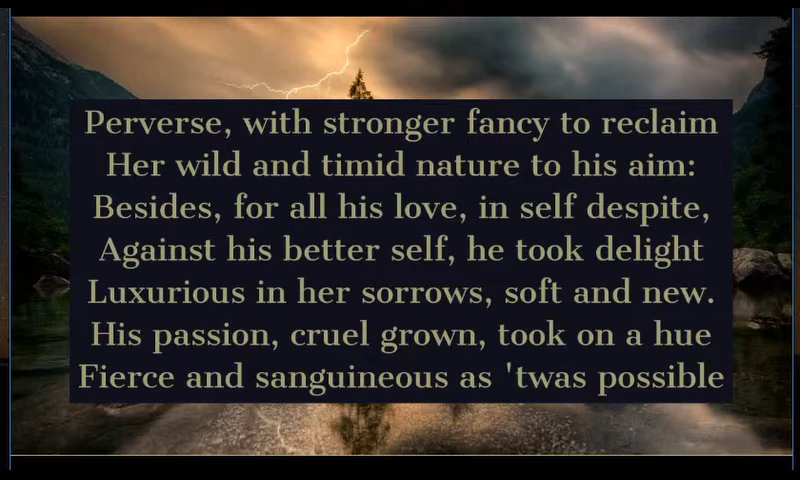 Perverse, with stronger fancy to reclaim
Her wild and timid nature to his aim:
Besides, for all his love, in self despite,
Against his better self, he took delight
Luxurious in her sorrows, soft and new.
His passion, cruel grown, took on a hue
Fierce and sanguineous as 'twas possible